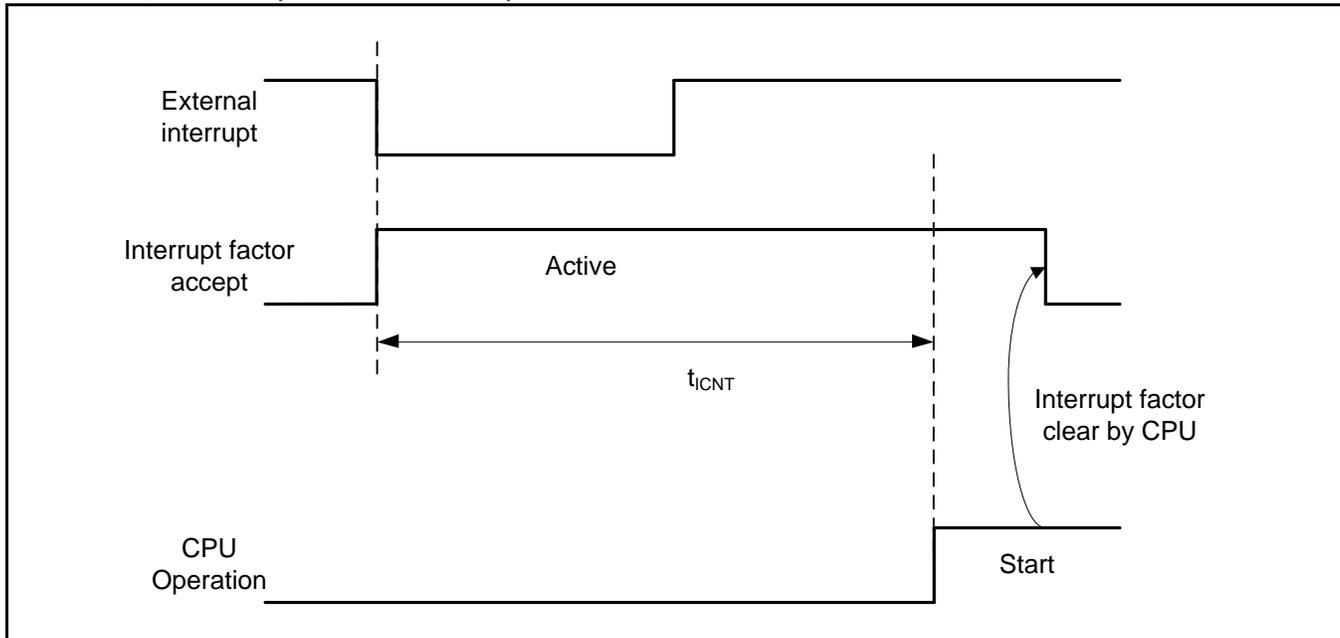 External
interrupt
Interrupt factor
accept
Active
tICNT
Interrupt factor
clear by CPU
CPU
Operation
Start